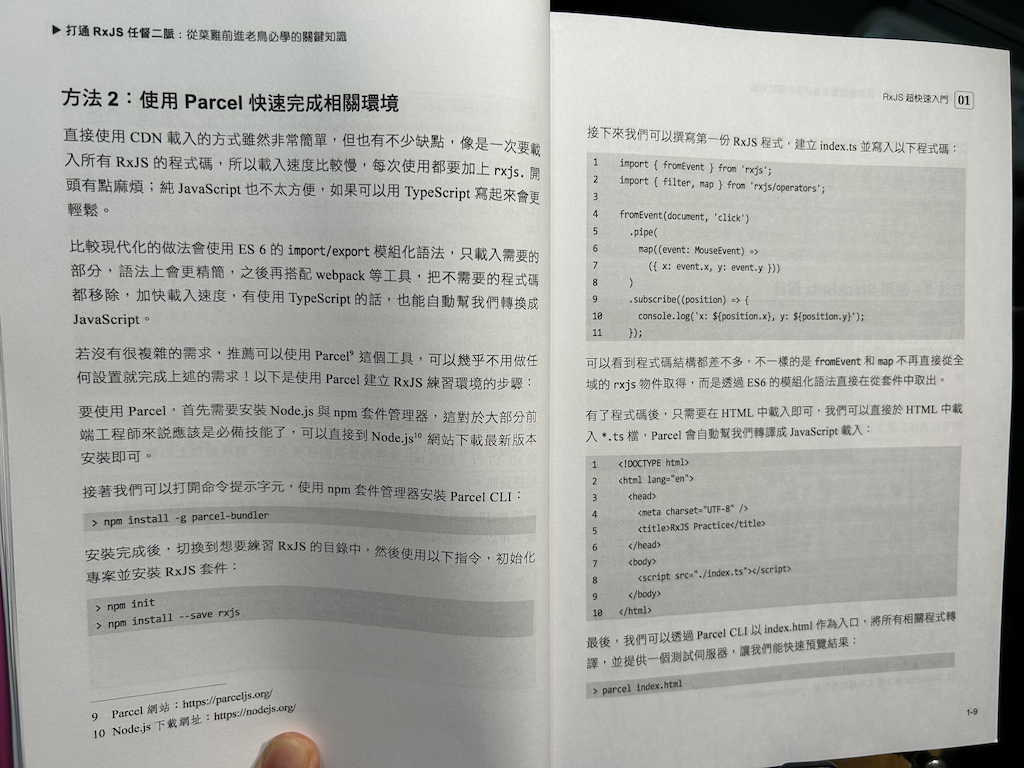 ▶ 打通 RxJS 任督二脈：從菜雞前進老鳥必學的關鍵知識
方法 2：使用 Parcel 快速完成相關環境
直接使用 CDN 載入的方式雖然非常簡單，但也有不少缺點，像是一次要載
入所有 RxJS 的程式碼，所以載入速度比較慢，每次使用都要加上 rxjs. 開
頭有點麻煩；純 JavaScript 也不太方便，如果可以用 TypeScript 寫起來會更
輕鬆。
比較現代化的做法會使用 ES 6 的 import/export 模組化語法，只載入需要的
部分，語法上會更精簡，之後再搭配 webpack 等工具，把不需要的程式碼
都移除，加快載入速度，有使用 TypeScript 的話，也能自動幫我們轉換成
JavaScript。
若沒有很複雜的需求，推薦可以使用 Parcel9 這個工具，可以幾乎不用做任
何設置就完成上述的需求！以下是使用 Parcel 建立 RxJS 練習環境的步驟：
要使用 Parcel，首先需要安裝 Node.js 與 npm 套件管理器，這對於大部分前
端工程師來說應該是必備技能了，可以直接到 Node.js10 網站下載最新版本
安裝即可。
接著我們可以打開命令提示字元，使用 npm 套件管理器安裝 Parcel CLI：
> npm install -g parcel-bundler
安裝完成後，切換到想要練習 RxJS 的目錄中，然後使用以下指令，初始化
專案並安裝 RxJS 套件：
> npm init
> npm install --save rxjs
9 Parcel 網站：https://parceljs.org/
10 Node.js 下載網址：https://nodejs.org/
RxJS 超快速入門 01
接下來我們可以撰寫第一份 RxJS 程式，建立 index.ts 並寫入以下程式碼：
1 import { fromEvent } from 'rxjs';
2 import { filter, map } from 'rxjs/operators';
3
4 fromEvent(document, 'click')
5 .pipe(
6 map((event: MouseEvent) =>
7 ({ x: event.x, y: event.y }))
8 )
9 .subscribe((position) => {
10 console.log('x: ${position.x}, y: ${position.y}');
11 });
可以看到程式碼結構都差不多，不一樣的是 fromEvent 和 map 不再直接從全
域的 rxjs 物件取得，而是透過 ES6 的模組化語法直接在從套件中取出。
有了程式碼後，只需要在 HTML 中載入即可，我們可以直接於 HTML 中載
入 *.ts 檔，Parcel 會自動幫我們轉譯成 JavaScript 載入：
1 <!DOCTYPE html>
2 <html lang="en">
3 <head>
4 <meta charset="UTF-8" />
5 <title>RxJS Practice</title>
6 </head>
7 <body>
8 <script src="./index.ts"></script>
9 </body>
10 </html>
最後，我們可以透過 Parcel CLI 以 index.html 作為入口，將所有相關程式轉
譯，並提供一個測試伺服器，讓我們能快速預覽結果：
> parcel index.html
1-9